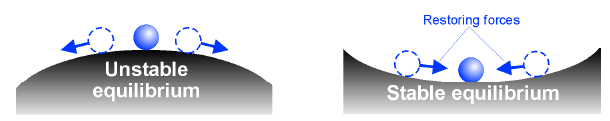 Unstable
equilibrium
Restoring forces
Stable equilibrium